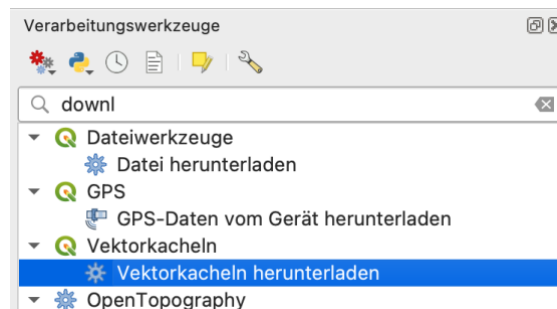 Verarbeitungswerkzeuge
downl
Dateiwerkzeuge
Datei herunterladen
GPS
GPS-Daten vom Gerät herunterladen
Vektorkacheln
Vektorkacheln herunterladen
OpenTopography